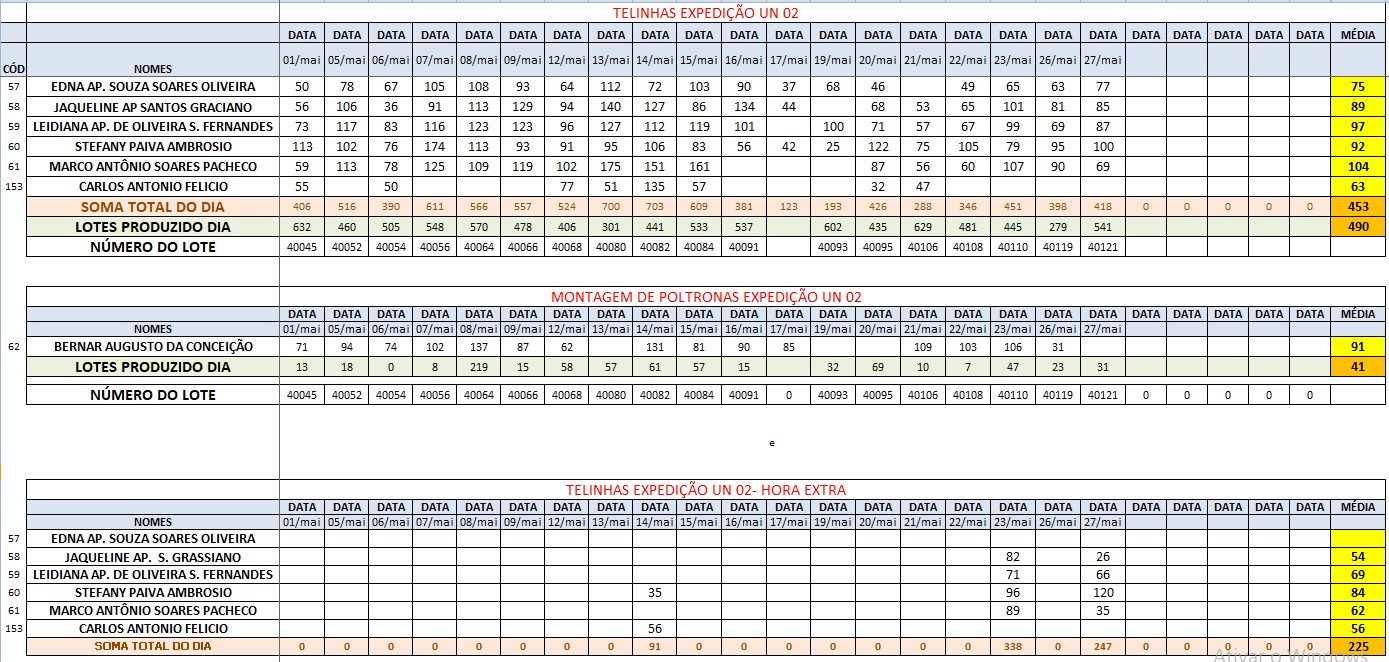 TELINHAS EXPEDIÇÃO UN 02
DATA DATA DATA DATA DATA DATA DATA DATA DATA DATA DATA DATA DATA DATA DATA DATA DATA DATA DATA DATA DATA DATA DATA DATA MÉDIA
CÓD NOMES 01/mai 05/mai 06/mai 07/mai 08/mai 09/mai 12/mai 13/mai 14/mai 15/mai 16/mai 17/mai 19/mai 20/mai 21/mai 22/mai 23/mai 26/mai 27/mai
57 EDNA AP. SOUZA SOARES OLIVEIRA 50 78 67 105 108 93 64 112 72 103 90 37 68 46 49 65 63 77 75
58 JAQUELINE AP SANTOS GRACIANO 56 106 36 91 113 129 94 140 127 86 134 44 68 53 65 101 81 85 89
59 LEIDIANA AP. DE OLIVEIRA S. FERNANDES 73 117 83 116 123 123 96 127 112 119 101 100 71 57 67 99 69 87 97
60 STEFANY PAIVA AMBROSIO 113 102 76 174 113 93 91 95 106 83 56 42 25 122 75 105 79 95 100 92
61 MARCO ANTÔNIO SOARES PACHECO 59 113 78 125 109 119 102 175 151 161 87 56 60 107 90 69 104
153 CARLOS ANTONIO FELICIO 55 50 77 51 135 57 32 47 63
SOMA TOTAL DO DIA 406 516 390 611 566 557 524 700 703 609 381 123 193 426 288 346 451 398 418 0 0 0 0 0 453
LOTES PRODUZIDO DIA 632 460 505 548 570 478 406 301 441 533 537 602 435 629 481 445 279 541 490
NÚMERO DO LOTE 40045 40052 40054 40056 40064 40066 40068 40080 40082 40084 40091 40093 40095 40106 40108 40110 40119 40121
MONTAGEM DE POLTRONAS EXPEDIÇÃO UN 02
DATA DATA DATA DATA DATA DATA DATA DATA DATA DATA DATA DATA DATA DATA DATA DATA DATA DATA DATA DATA DATA DATA DATA DATA MÉDIA
NOMES 01/mai 05/mai 06/mai 07/mai 08/mai 09/mai 12/mai 13/mai 14/mai 15/mai 16/mai 17/mai 19/mai 20/mai 21/mai 22/mai 23/mai 26/mai 27/mai
62 BERNAR AUGUSTO DA CONCEIÇÃO 71 94 74 102 137 87 62 131 81 90 85 109 103 106 31 91
LOTES PRODUZIDO DIA 13 18 0 8 219 15 58 57 61 57 15 32 69 10 7 47 23 31 41
NÚMERO DO LOTE 40045 40052 40054 40056 40064 40066 40068 40080 40082 40084 40091 0 40093 40095 40106 40108 40110 40119 40121 0 0 0 0 0
e
TELINHAS EXPEDIÇÃO UN 02- HORA EXTRA
DATA DATA DATA DATA DATA DATA DATA DATA DATA DATA DATA DATA DATA DATA DATA DATA DATA DATA DATA DATA DATA DATA DATA DATA MÉDIA
NOMES 01/mai 05/mai 06/mai 07/mai 08/mai 09/mai 12/mai 13/mai 14/mai 15/mai 16/mai 17/mai 19/mai 20/mai 21/mai 22/mai 23/mai 26/mai 27/mai
57 EDNA AP. SOUZA SOARES OLIVEIRA
58 JAQUELINE AP. S. GRASSIANO 82 26 54
59 LEIDIANA AP. DE OLIVEIRA S. FERNANDES 71 66 69
60 STEFANY PAIVA AMBROSIO 35 96 120 84
61 MARCO ANTÔNIO SOARES PACHECO 89 35 62
153 CARLOS ANTONIO FELICIO 56 56
SOMA TOTAL DO DIA 0 0 0 0 0 0 0 0 91 0 0 0 0 0 0 0 338 0 247 0 0 0 0 0 225
Ativar o Windows